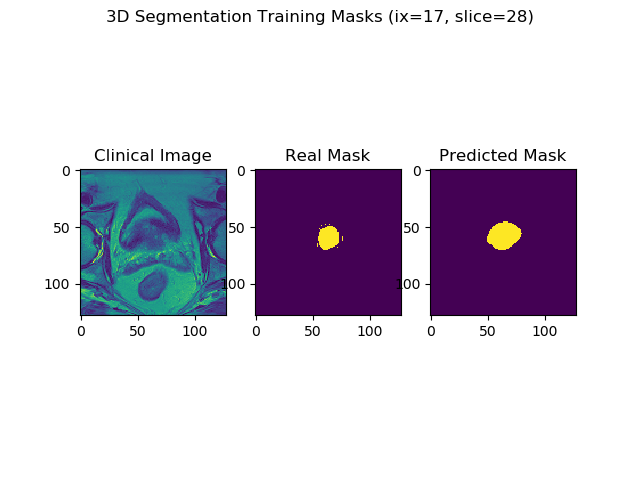 3D Segmentation Training Masks (ix=17, slice=28)
Clinical Image Real Mask Predicted Mask
0 0 0
50 50 50
100 100 100
0 50 100 0 50 100 0 50 100